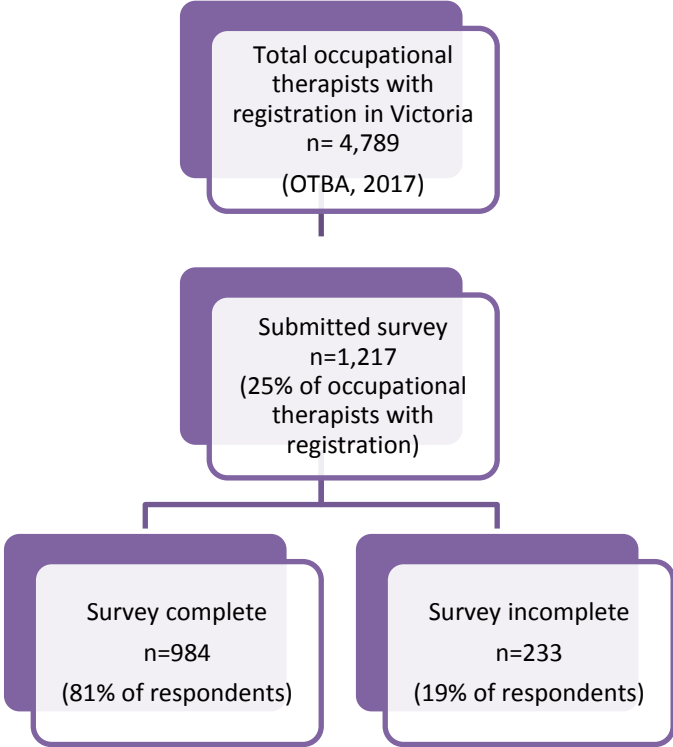 Total occupational
therapists with
registration in Victoria
n= 4,789
(OTBA, 2017)
Submitted survey
n=1,217
(25% of occupational
therapists with
registration)
Survey complete
n=984
(81% of respondents)
Survey incomplete
n=233
(19% of respondents)